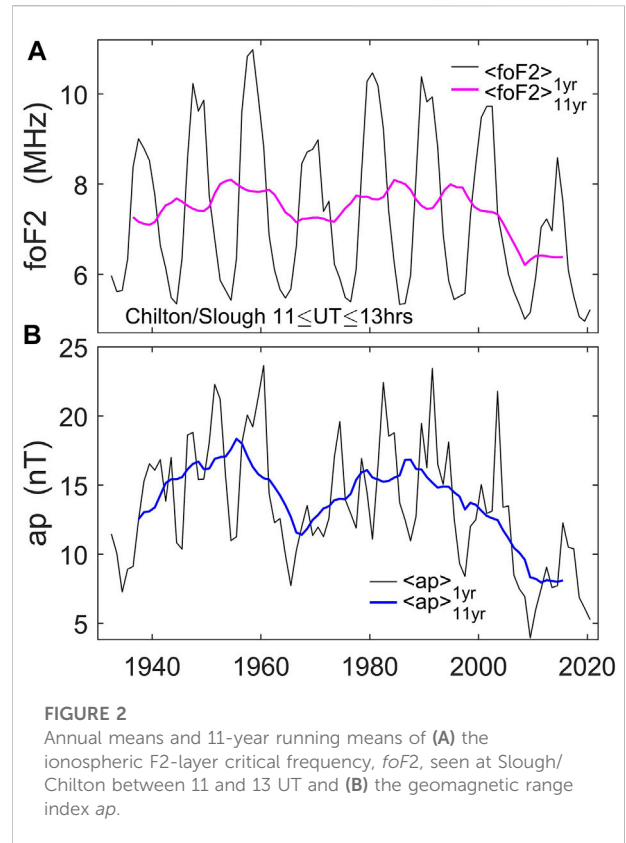 A
10
8
6
foF2 (MHz)
<foF2>1yr
<foF2>11yr
Chilton/Slough 11≤UT≤13hrs
B
25
20
15
10
5
ap (nT)
<ap>1yr
<ap>11yr
1940 1960 1980 2000 2020
FIGURE 2
Annual means and 11-year running means of (A) the
ionospheric F2-layer critical frequency, foF2, seen at Slough/
Chilton between 11 and 13 UT and (B) the geomagnetic range
index ap.